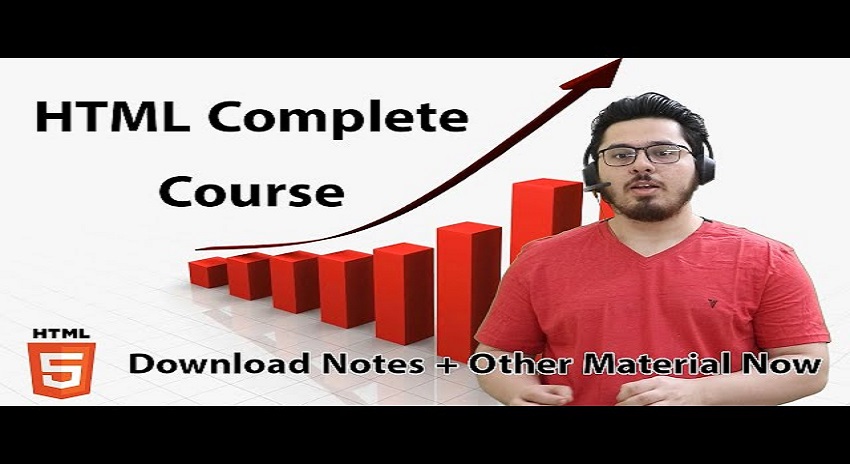 HTML Complete
Course
HTML
5
Download Notes + Other Material Now